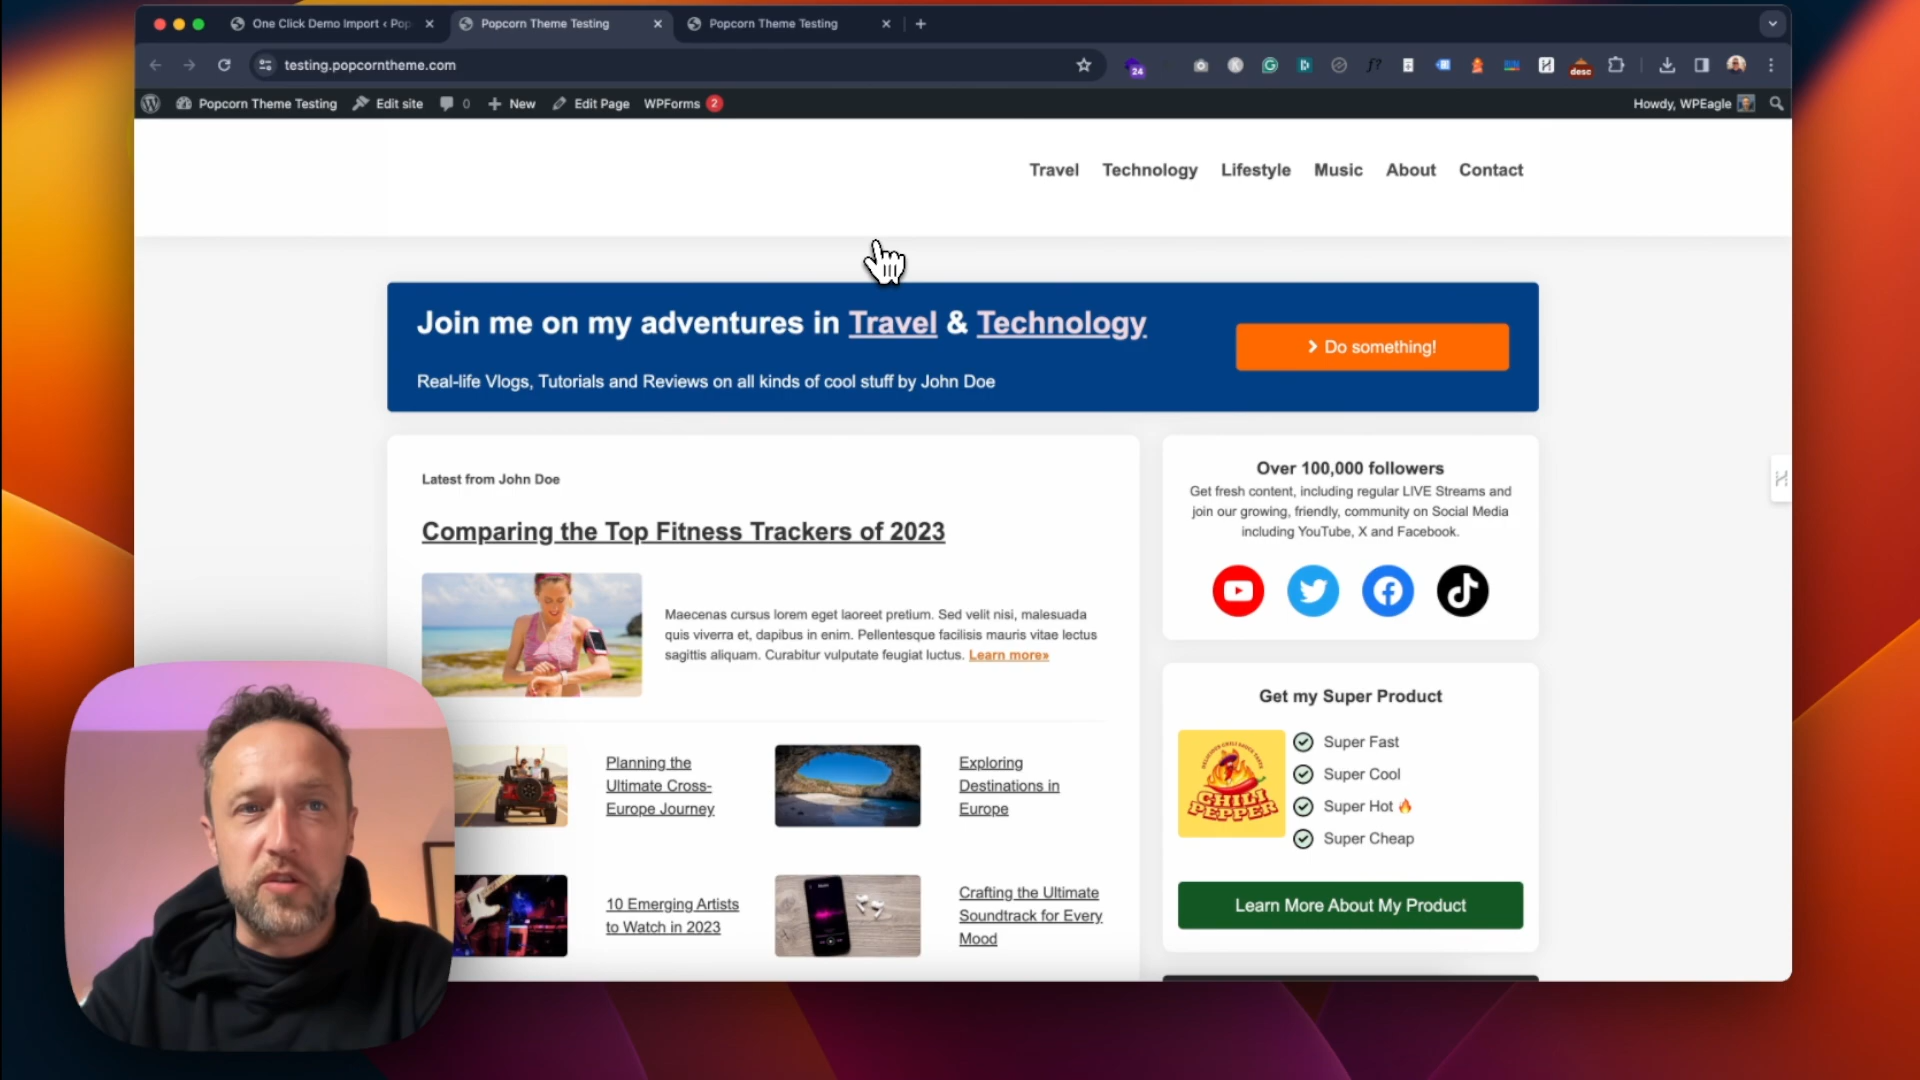 One Click Demo Import ‹ Pop
Popcorn Theme Testing
Popcorn Theme Testing
testing.popcorntheme.com
24
f?
desc
Popcorn Theme Testing
Edit site
0
New
Edit Page
WPForms 2
Howdy, WPEagle
Travel
Technology
Lifestyle
Music
About
Contact
Join me on my adventures in Travel & Technology
Real-life Vlogs, Tutorials and Reviews on all kinds of cool stuff by John Doe
Do something!
Latest from John Doe
Comparing the Top Fitness Trackers of 2023
Maecenas cursus lorem eget laoreet pretium. Sed velit nisi, malesuada
quis viverra et, dapibus in enim. Pellentesque facilisis mauris vitae lectus
sagittis aliquam. Curabitur vulputate feugiat luctus. Learn more»
Planning the
Ultimate Cross-
Europe Journey
Exploring
Destinations in
Europe
10 Emerging Artists
to Watch in 2023
Crafting the Ultimate
Soundtrack for Every
Mood
Over 100,000 followers
Get fresh content, including regular LIVE Streams and
join our growing, friendly, community on Social Media
including YouTube, X and Facebook.
Get my Super Product
CHILI
PEPPER
Super Fast
Super Cool
Super Hot 🔥
Super Cheap
Learn More About My Product